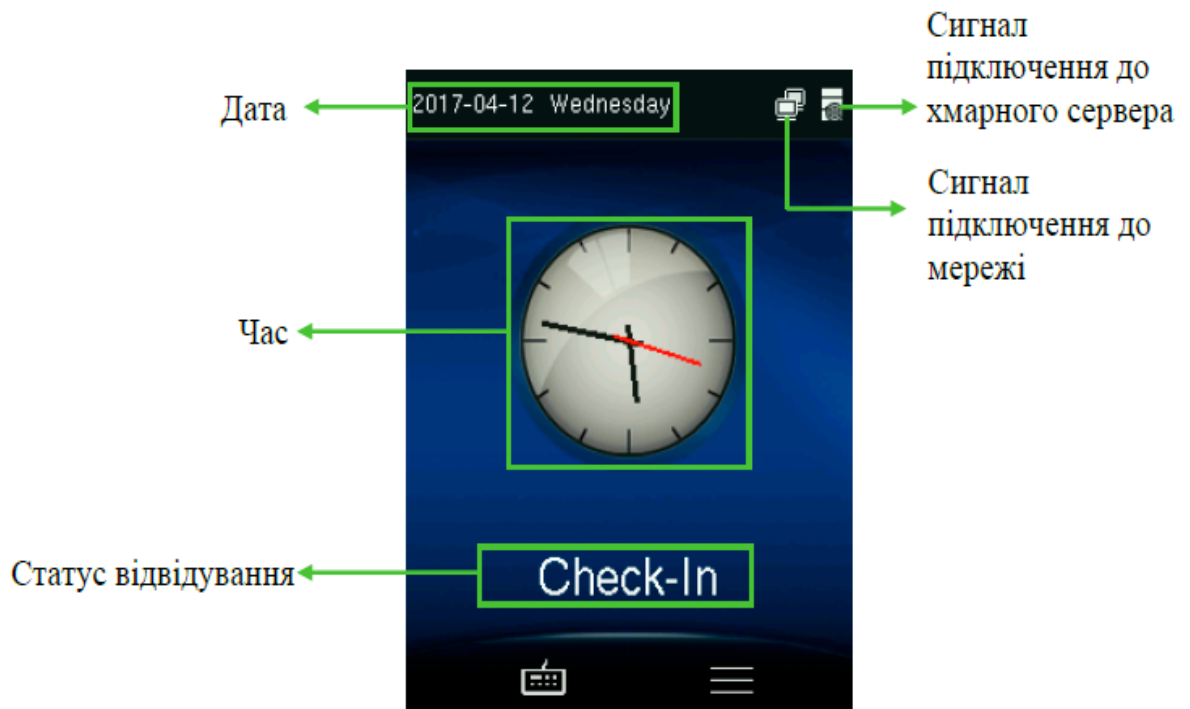 Сигнал
підключення до
хмарного сервера
Дата
2017-04-12 Wednesday
Сигнал
підключення до
мережі
Час
Статус відвідування
Check-In